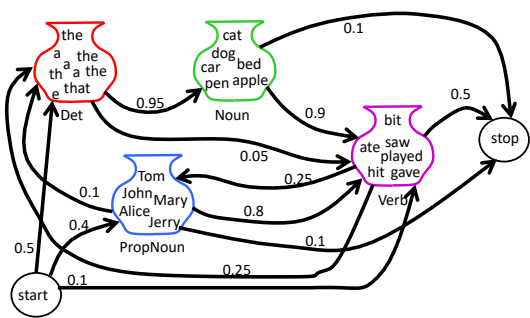 the
a the
th a the
e that
Det
0.95
cat
dog
car bed
pen apple
Noun
0.1
0.9
bit
ate saw
played
hit gave
Verb
0.5
stop
0.05
0.25
Tom
John
Mary
Alice
Jerry
PropNoun
0.1
0.4
0.8
0.1
0.5
0.25
0.1
start